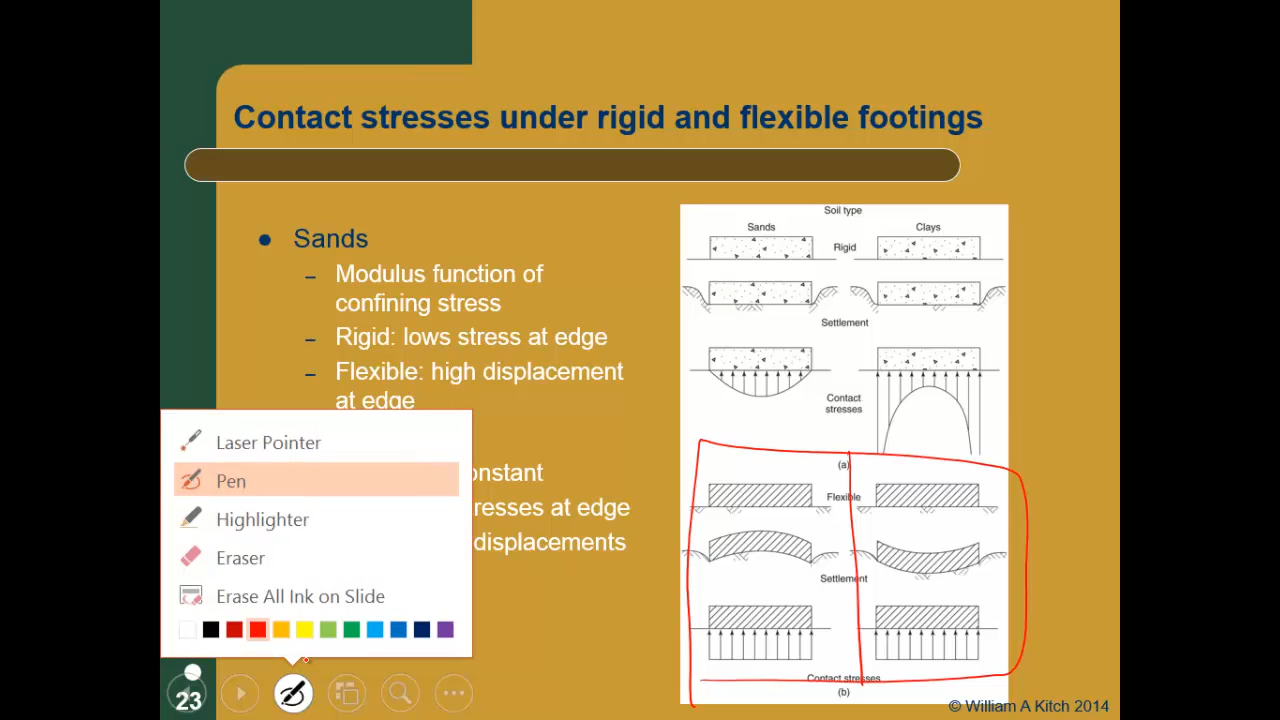 Contact stresses under rigid and flexible footings
Sands
Modulus function of
confining stress
Rigid: lows stress at edge
Flexible: high displacement
at edge
resses at edge
displacements
Laser Pointer
Pen
Highlighter
Eraser
Erase All Ink on Slide
23
Soil type
Sands
Clays
Rigid
Settlement
Contact
stresses
(a)
Flexible
Settlement
Contact stresses
(b)
© William A Kitch 2014